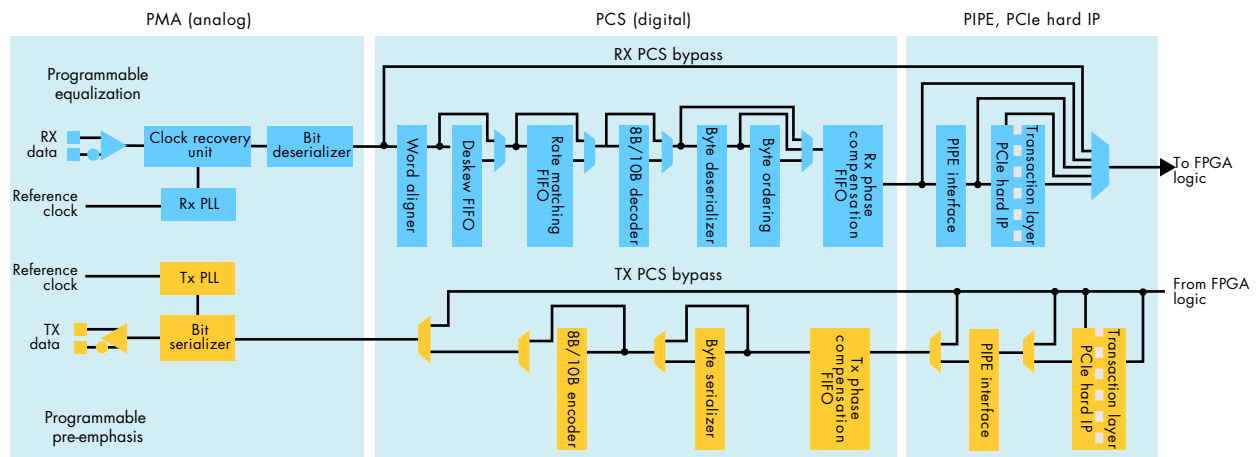 PMA (analog)
PCS (digital)
PIPE, PCIe hard IP
Programmable
equalization
RX PCS bypass
RX
data
Clock recovery
unit
Bit
deserializer
Word aligner
Deskew FIFO
Rate matching
FIFO
8B/10B decoder
Byte deserializer
Byte ordering
Rx phase
compensation
FIFO
PIPE interface
Transaction layer
PCIe hard IP
To FPGA
logic
Reference
clock
Rx PLL
Reference
clock
Tx PLL
TX PCS bypass
From FPGA
logic
TX
data
Bit
serializer
8B/10B encoder
Byte serializer
Tx phase
compensation
FIFO
PIPE interface
Transaction layer
PCIe hard IP
Programmable
pre-emphasis